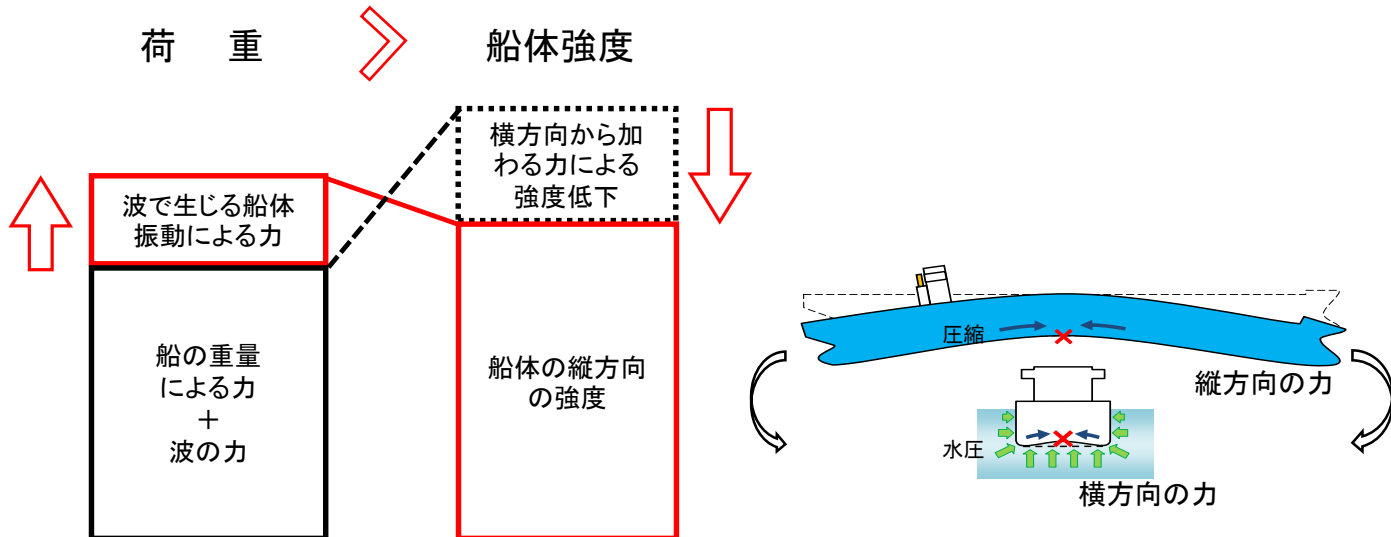 荷 重
船体強度
波で生じる船体
振動による力
船の重量
による力
+
波の力
横方向から加
わる力による
強度低下
船体の縦方向
の強度
圧縮
縦方向の力
水圧
横方向の力